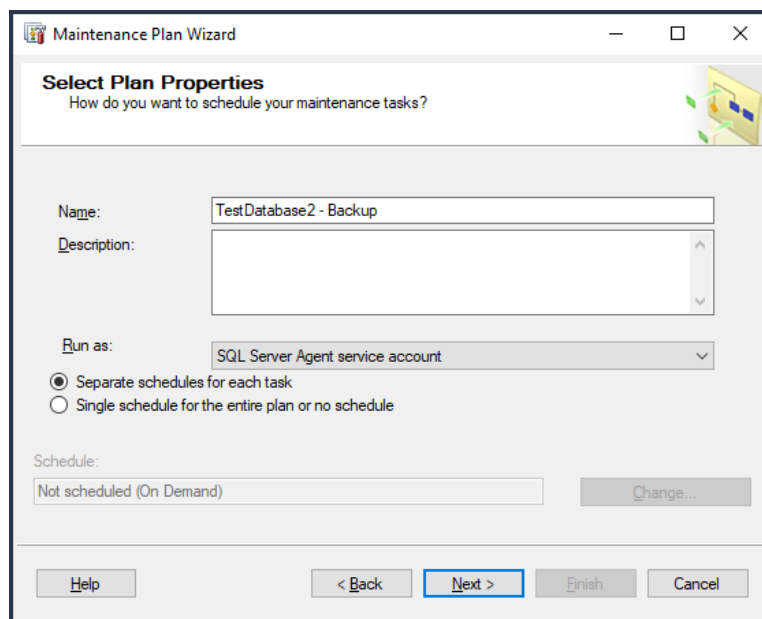 Maintenance Plan Wizard
Select Plan Properties
How do you want to schedule your maintenance tasks?
Name:
TestDatabase2 - Backup
Description:
Run as:
SQL Server Agent service account
Separate schedules for each task
Single schedule for the entire plan or no schedule
Schedule:
Not scheduled (On Demand)
Change...
Help
< Back
Next >
Finish
Cancel